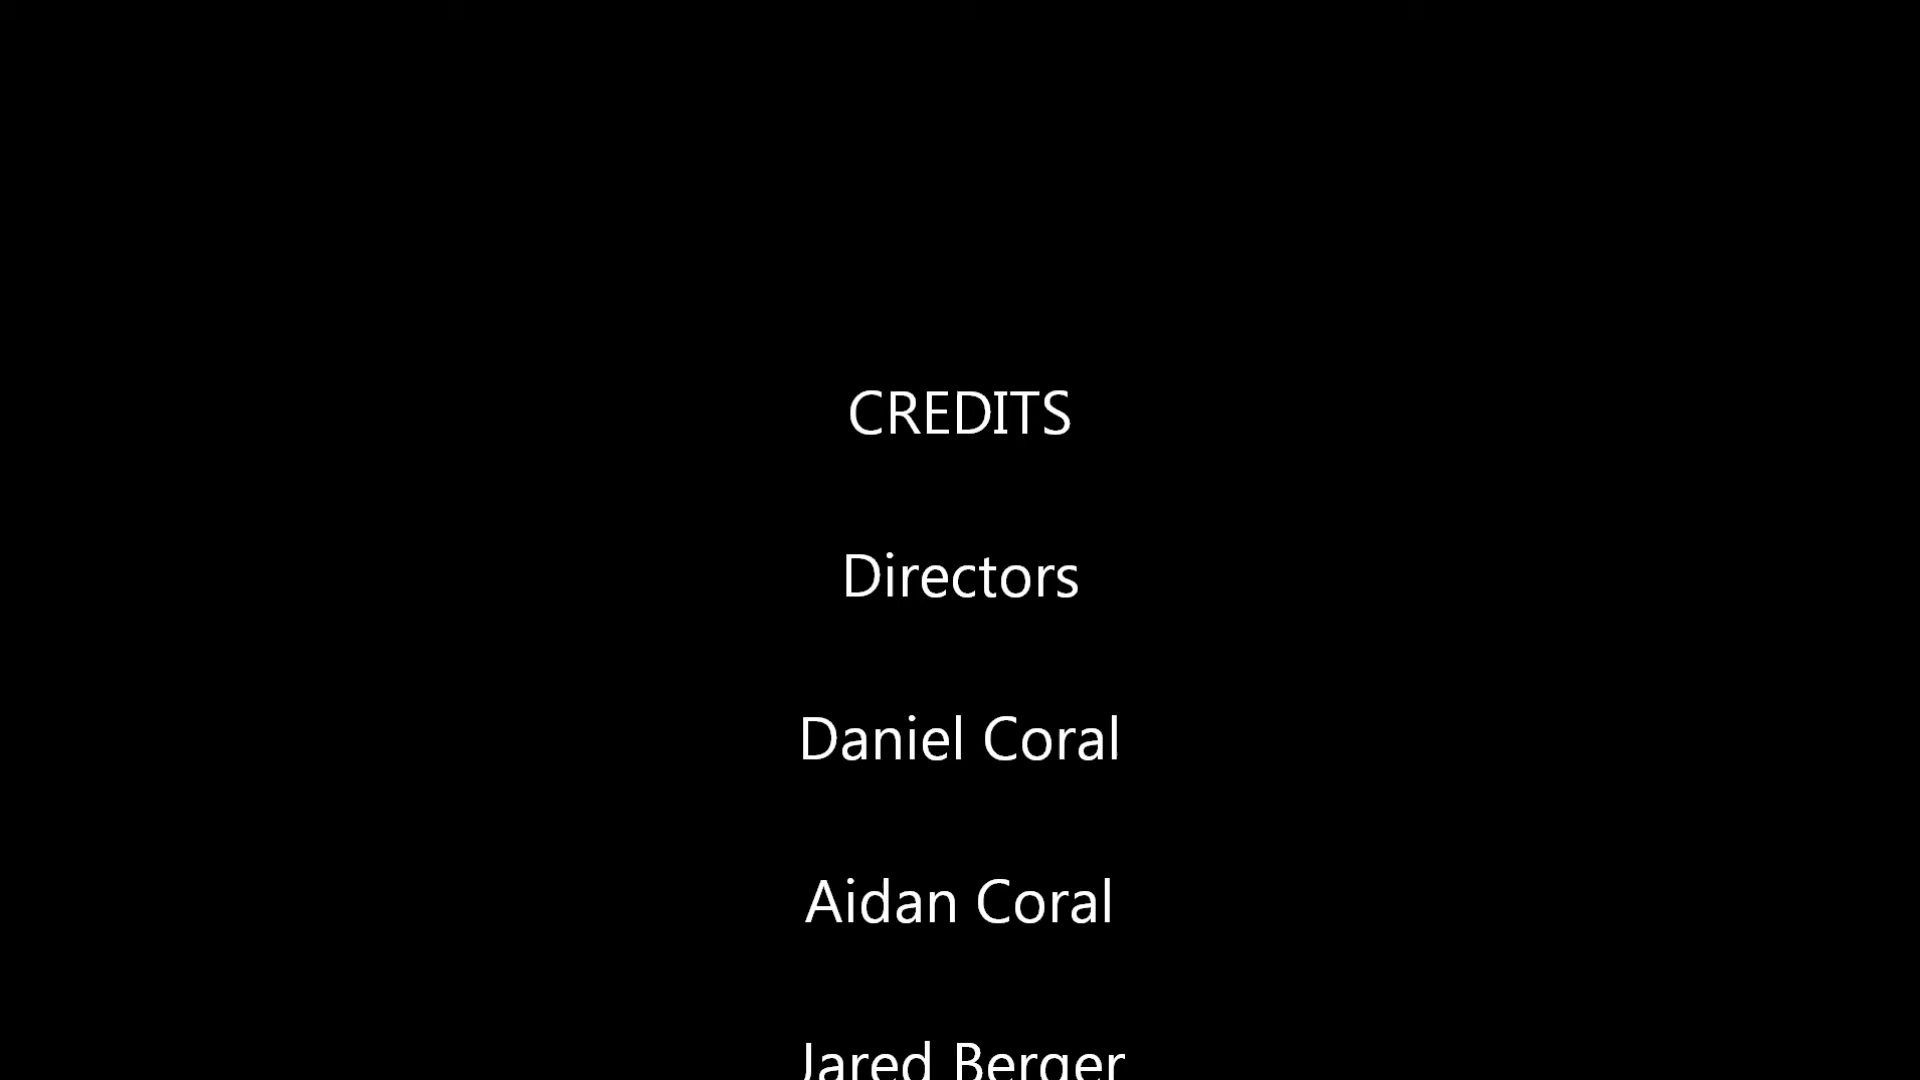 CREDITS
Directors
Daniel Coral
Aidan Coral
Jared Berger